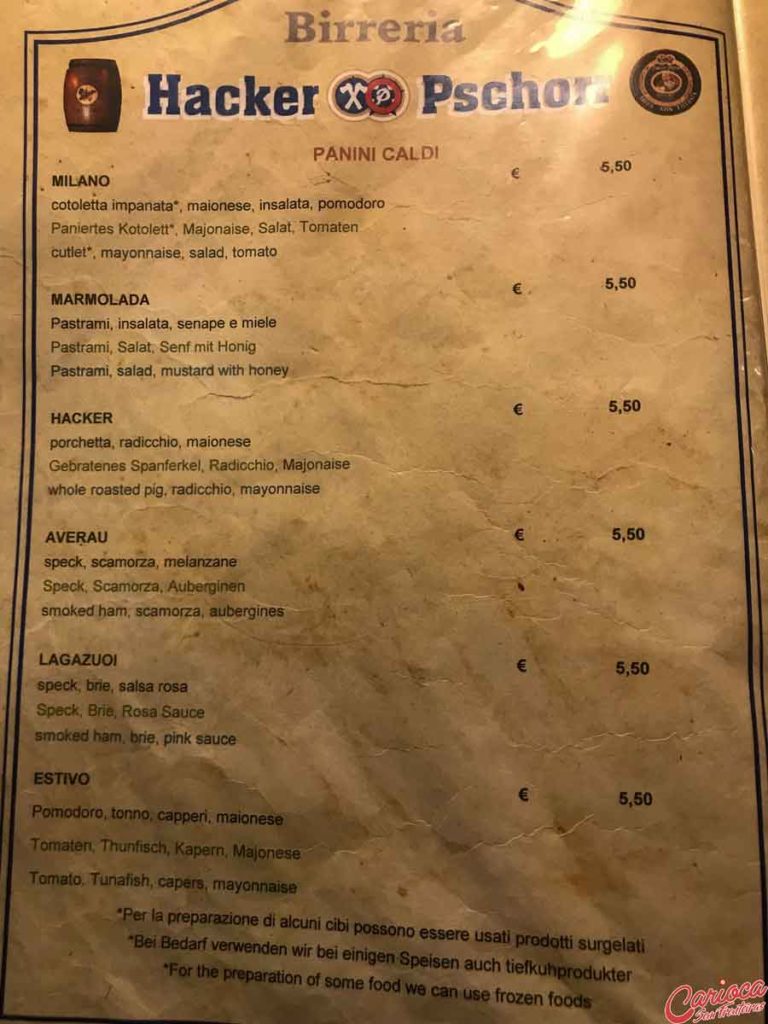 Birreria
Hacker Pschorr
PANINI CALDI
MILANO € 5,50
cotoletta impanata*, maionese, insalata, pomodoro
Paniertes Kotolett*, Majonaise, Salat, Tomaten
cutlet*, mayonnaise, salad, tomato
MARMOLADA € 5,50
Pastrami, insalata, senape e miele
Pastrami, Salat, Senf mit Honig
Pastrami, salad, mustard with honey
HACKER € 5,50
porchetta, radicchio, maionese
Gebratenes Spanferkel, Radicchio, Majonaise
whole roasted pig, radicchio, mayonnaise
AVERAU € 5,50
speck, scamorza, melanzane
Speck, Scamorza, Auberginen
smoked ham, scamorza, aubergines
LAGAZUOI € 5,50
speck, brie, salsa rosa
Speck, Brie, Rosa Sauce
smoked ham, brie, pink sauce
ESTIVO € 5,50
Pomodoro, tonno, capperi, maionese
Tomaten, Thunfisch, Kapern, Majonese
Tomato, Tunafish, capers, mayonnaise
*Per la preparazione di alcuni cibi possono essere usati prodotti surgelati
*Bei Bedarf verwenden wir bei einigen Speisen auch tiefkuhprodukter
*For the preparation of some food we can use frozen foods
Carioca
Sem Fronteiras